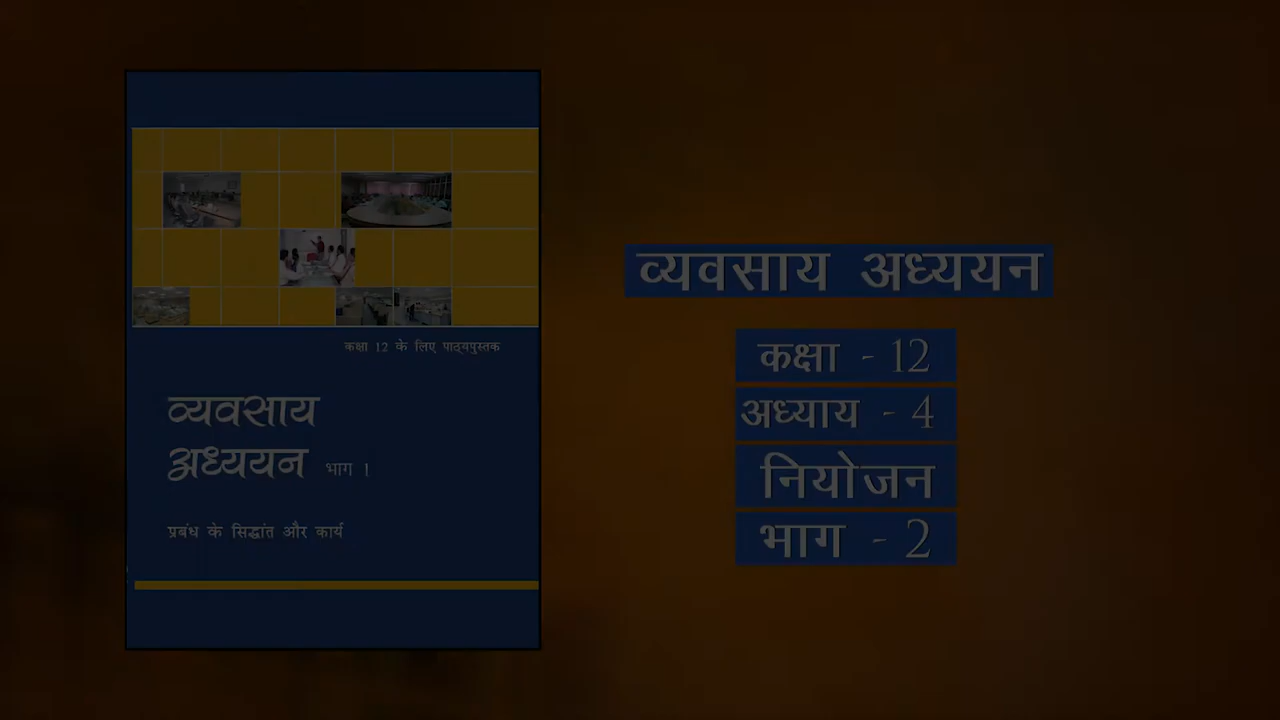 कक्षा 12 के लिए पाठ्यपुस्तक
व्यवसाय
अध्ययन भाग 1
प्रबंध के सिद्धांत और कार्य
व्यवसाय अध्ययन
कक्षा - 12
अध्याय - 4
नियोजन
भाग - 2